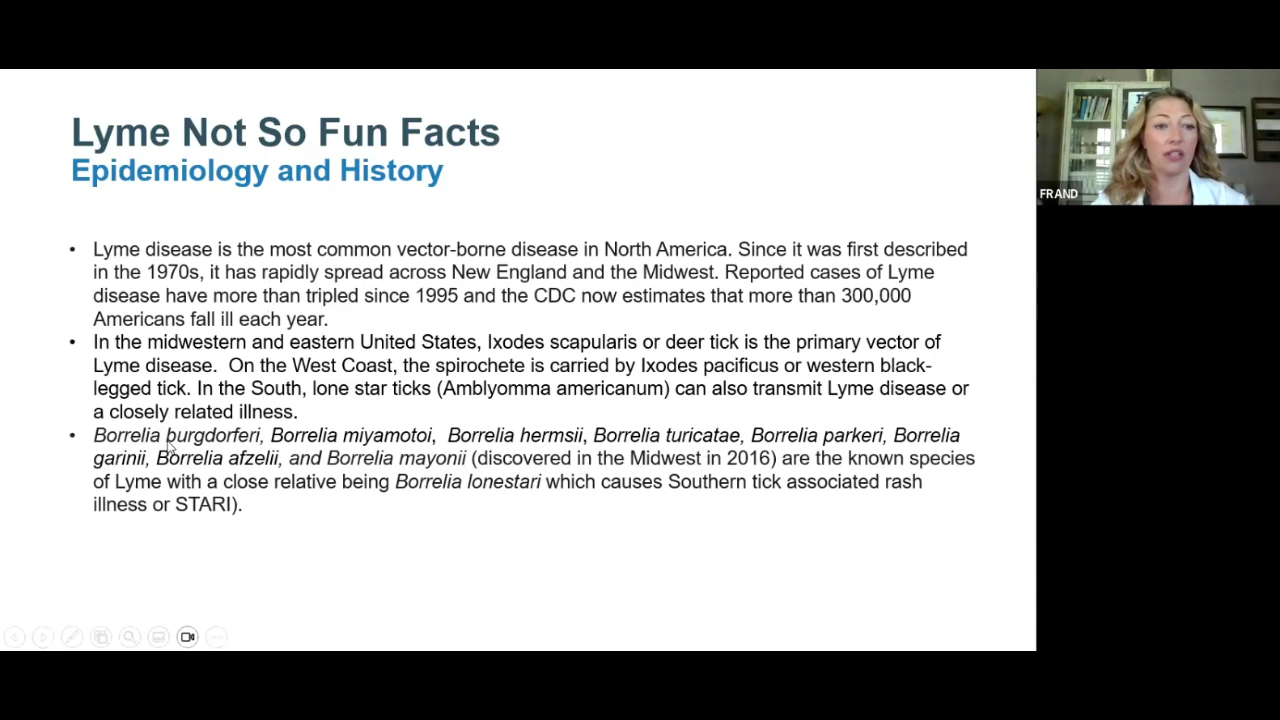 Lyme Not So Fun Facts
Epidemiology and History
• Lyme disease is the most common vector-borne disease in North America. Since it was first described
in the 1970s, it has rapidly spread across New England and the Midwest. Reported cases of Lyme
disease have more than tripled since 1995 and the CDC now estimates that more than 300,000
Americans fall ill each year.
• In the midwestern and eastern United States, Ixodes scapularis or deer tick is the primary vector of
Lyme disease. On the West Coast, the spirochete is carried by Ixodes pacificus or western black-
legged tick. In the South, lone star ticks (Amblyomma americanum) can also transmit Lyme disease or
a closely related illness.
• Borrelia burgdorferi, Borrelia miyamotoi, Borrelia hermsii, Borrelia turicatae, Borrelia parkeri, Borrelia
garinii, Borrelia afzelii, and Borrelia mayonii (discovered in the Midwest in 2016) are the known species
of Lyme with a close relative being Borrelia lonestari which causes Southern tick associated rash
illness or STARI).
FRAND